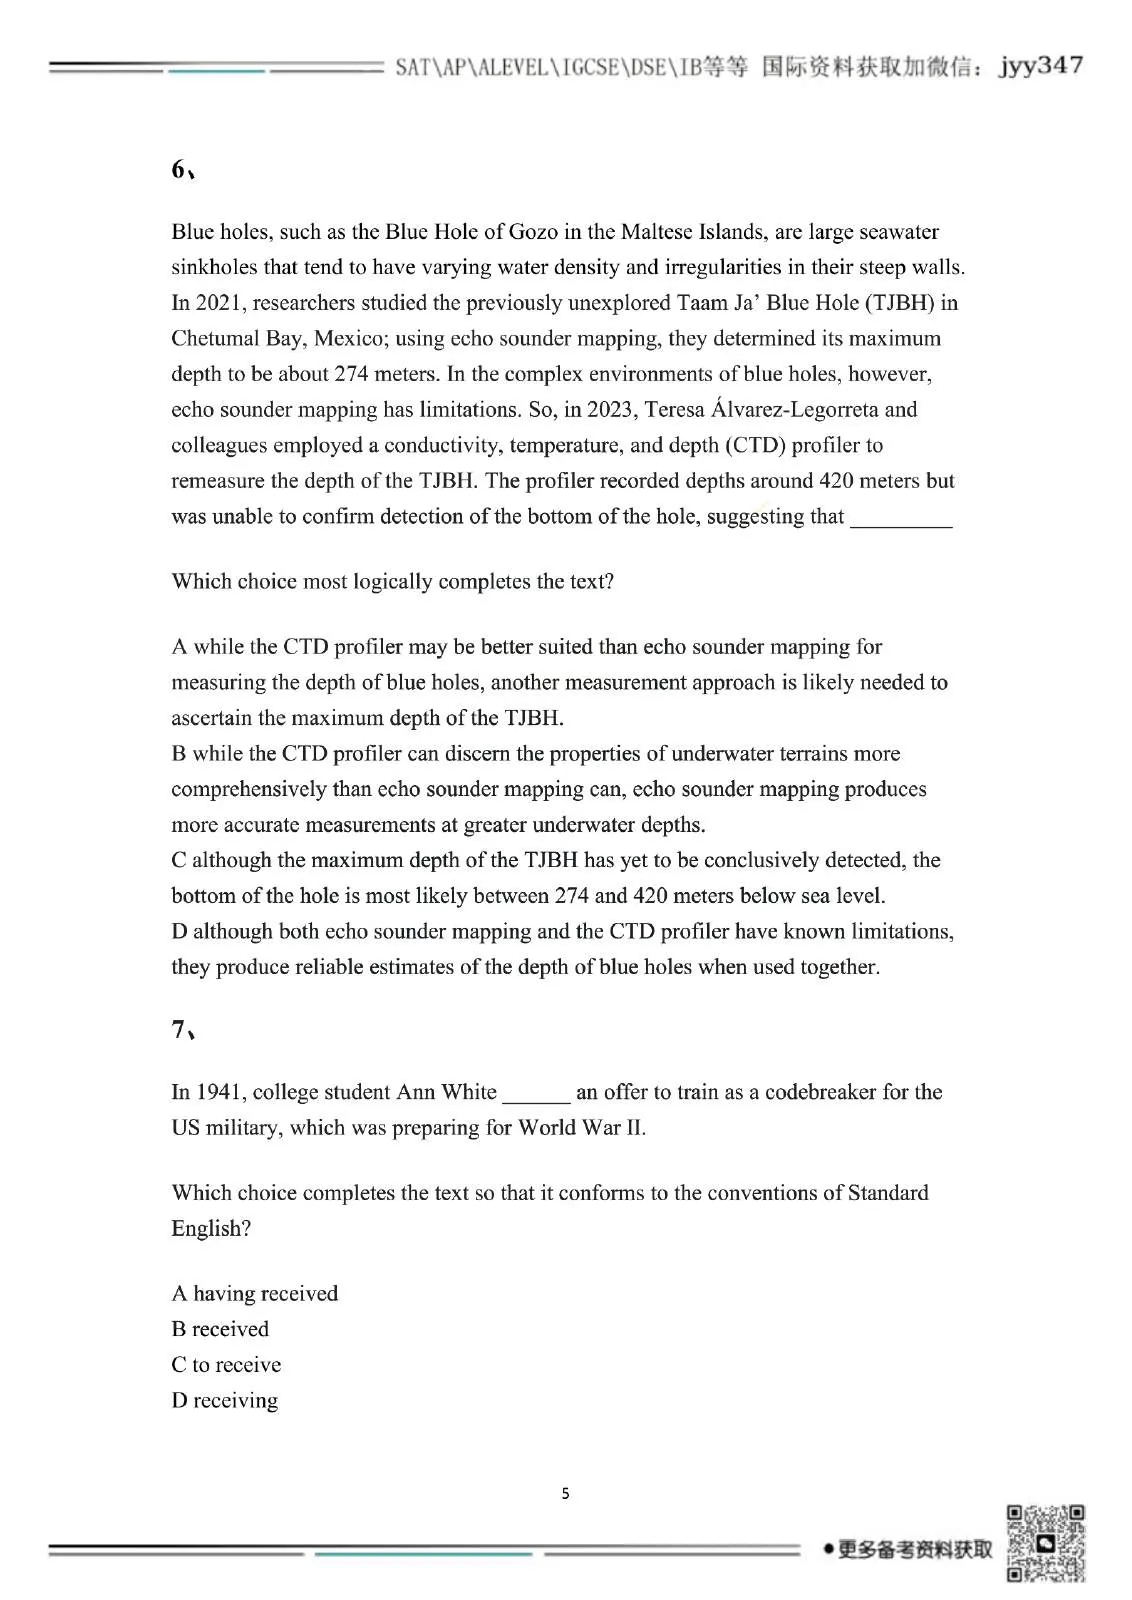 SAT\AP\ALEVEL\IGCSE\DSE\IB等等 国际资料获取加微信：jyy347
6、
Blue holes, such as the Blue Hole of Gozo in the Maltese Islands, are large seawater
sinkholes that tend to have varying water density and irregularities in their steep walls.
In 2021, researchers studied the previously unexplored Taam Ja’ Blue Hole (TJBH) in
Chetumal Bay, Mexico; using echo sounder mapping, they determined its maximum
depth to be about 274 meters. In the complex environments of blue holes, however,
echo sounder mapping has limitations. So, in 2023, Teresa Álvarez-Legorreta and
colleagues employed a conductivity, temperature, and depth (CTD) profiler to
remeasure the depth of the TJBH. The profiler recorded depths around 420 meters but
was unable to confirm detection of the bottom of the hole, suggesting that _________
Which choice most logically completes the text?
A while the CTD profiler may be better suited than echo sounder mapping for
measuring the depth of blue holes, another measurement approach is likely needed to
ascertain the maximum depth of the TJBH.
B while the CTD profiler can discern the properties of underwater terrains more
comprehensively than echo sounder mapping can, echo sounder mapping produces
more accurate measurements at greater underwater depths.
C although the maximum depth of the TJBH has yet to be conclusively detected, the
bottom of the hole is most likely between 274 and 420 meters below sea level.
D although both echo sounder mapping and the CTD profiler have known limitations,
they produce reliable estimates of the depth of blue holes when used together.
7、
In 1941, college student Ann White ______ an offer to train as a codebreaker for the
US military, which was preparing for World War II.
Which choice completes the text so that it conforms to the conventions of Standard
English?
A having received
B received
C to receive
D receiving
5
●更多备考资料获取